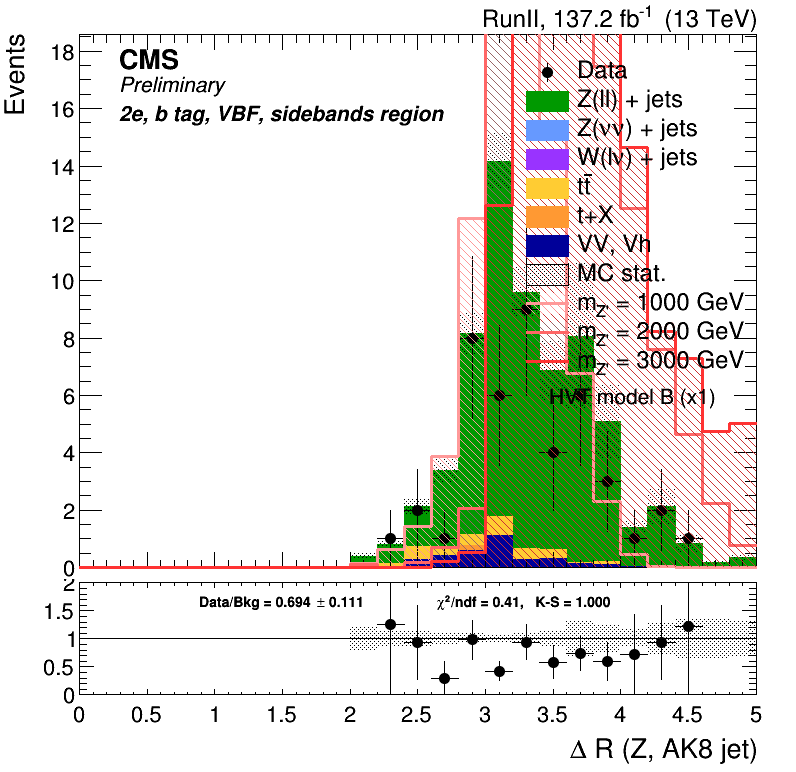 RunII, 137.2 fb⁻¹ (13 TeV)
Events
CMS
Preliminary
2e, b tag, VBF, sidebands region
Data
Z(ll) + jets
Z(νν) + jets
W(lν) + jets
tt̄
t+X
VV, Vh
MC stat.
m_Z' = 1000 GeV
m_Z' = 2000 GeV
m_Z' = 3000 GeV
HVT model B (x1)
18
16
14
12
10
8
6
4
2
0
Data/Bkg = 0.694 ± 0.111
χ²/ndf = 0.41, K-S = 1.000
2
1.5
1
0.5
0
0 0.5 1 1.5 2 2.5 3 3.5 4 4.5 5
Δ R (Z, AK8 jet)